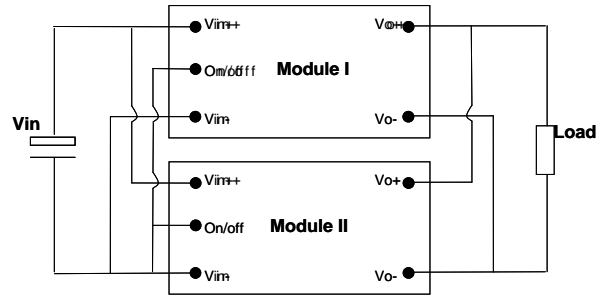 Vin+
Vo+
On/off
Module I
Vin-
Vo-
Vin
Load
Vin+
Vo+
On/off
Module II
Vin-
Vo-